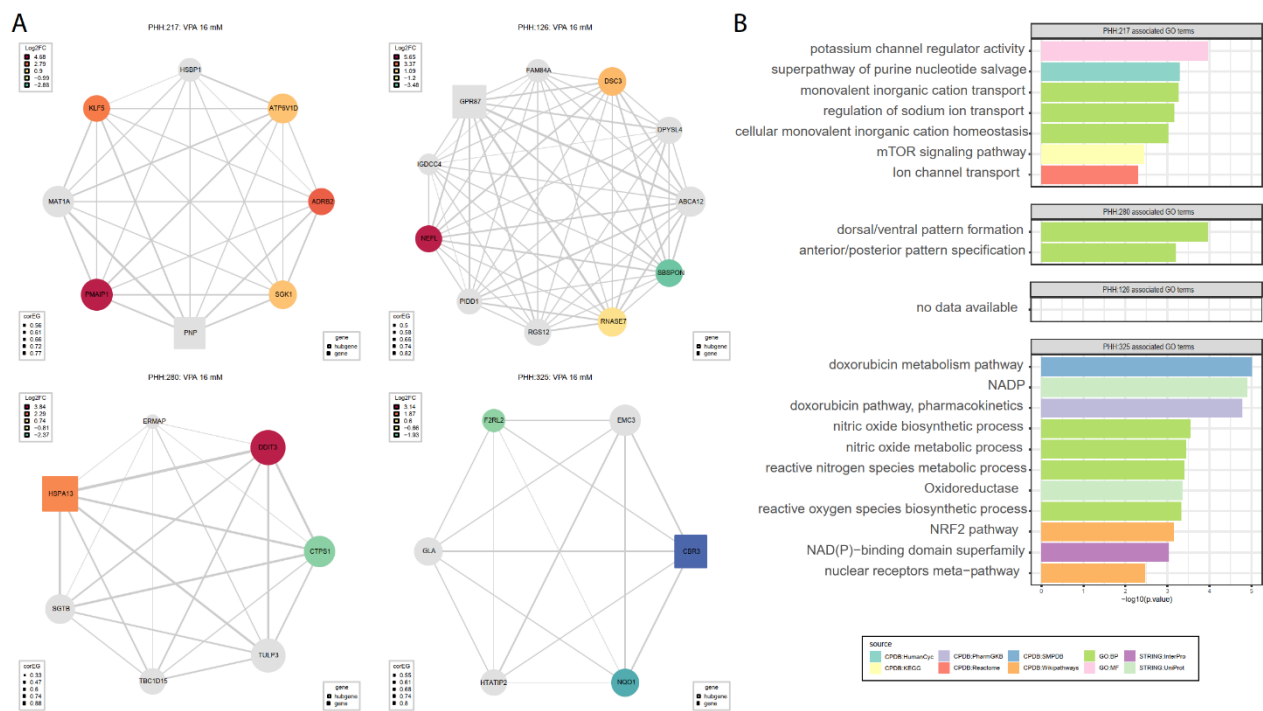 A
PHH:217: VPA 16 mM
Log2FC
4.68
2.79
0.9
−0.99
−2.88
HSBP1
KLF5
ATP6V1D
MAT1A
ADRB2
PMAIP1
SGK1
PNP
corEG
0.56
0.61
0.66
0.72
0.77
gene
hubgene
gene
PHH:126: VPA 16 mM
Log2FC
5.65
3.37
1.09
−1.2
−3.48
FAM84A
DSC3
GPR87
DPYSL4
IGDCC4
ABCA12
NEFL
SBSPON
PIDD1
RNASE7
RGS12
corEG
0.5
0.58
0.66
0.74
0.82
gene
hubgene
gene
PHH:280: VPA 16 mM
Log2FC
3.84
2.29
0.74
−0.81
−2.37
ERMAP
DDIT3
HSPA13
CTPS1
SGTB
TULP3
TBC1D15
corEG
0.33
0.47
0.6
0.74
0.88
gene
hubgene
gene
PHH:325: VPA 16 mM
Log2FC
3.14
1.87
0.6
−0.66
−1.93
F2RL2
EMC3
GLA
CBR3
HTATIP2
NQO1
corEG
0.55
0.61
0.68
0.74
0.8
gene
hubgene
gene
B
PHH:217 associated GO terms
potassium channel regulator activity
superpathway of purine nucleotide salvage
monovalent inorganic cation transport
regulation of sodium ion transport
cellular monovalent inorganic cation homeostasis
mTOR signaling pathway
Ion channel transport
PHH:280 associated GO terms
dorsal/ventral pattern formation
anterior/posterior pattern specification
PHH:126 associated GO terms
no data available
PHH:325 associated GO terms
doxorubicin metabolism pathway
NADP
doxorubicin pathway, pharmacokinetics
nitric oxide biosynthetic process
nitric oxide metabolic process
reactive nitrogen species metabolic process
Oxidoreductase
reactive oxygen species biosynthetic process
NRF2 pathway
NAD(P)−binding domain superfamily
nuclear receptors meta−pathway
0 1 2 3 4 5
−log10(p.value)
source
CPDB:HumanCyc CPDB:PharmGKB CPDB:SMPDB GO:BP STRING:InterPro
CPDB:KEGG CPDB:Reactome CPDB:Wikipathways GO:MF STRING:UniProt